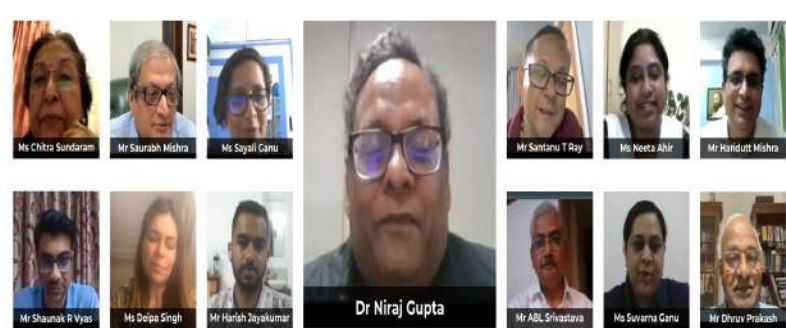 Ms Chitra Sundaram
Mr Saurabh Mishra
Ms Sayali Ganu
Mr Santanu T Ray
Ms Neeta Ahir
Mr Haridutt Mishra
Mr Shaunak R Vyas
Ms Deipa Singh
Mr Harish Jayakumar
Dr Niraj Gupta
Mr ABL Srivastava
Ms Suvarna Ganu
Mr Dhruv Prakash